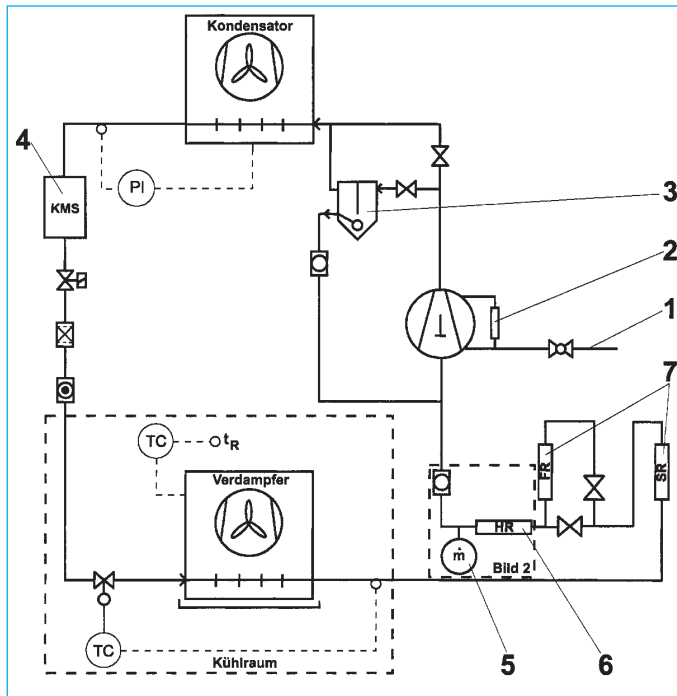 Kondensator
4
KMS
PI
3
2
1
7
TC
t_R
Verdampfer
FR
SR
HR
ṁ
Bild 2
TC
Kühlraum
5
6